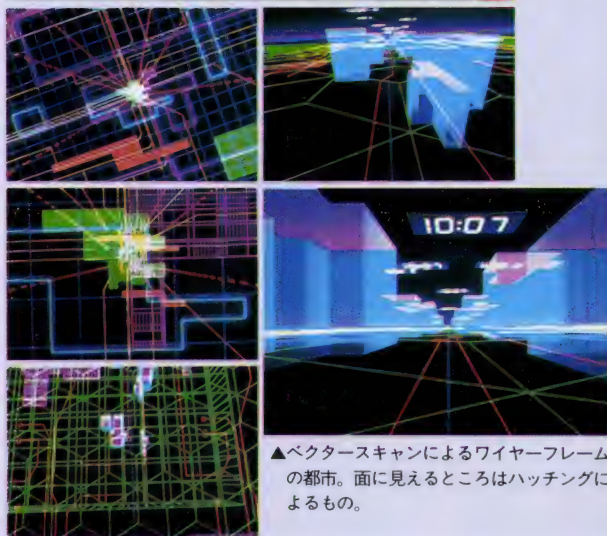 10:07
▲ベクタースキャンによるワイヤーフレーム
の都市。面に見えるところはハッチングに
よるもの。